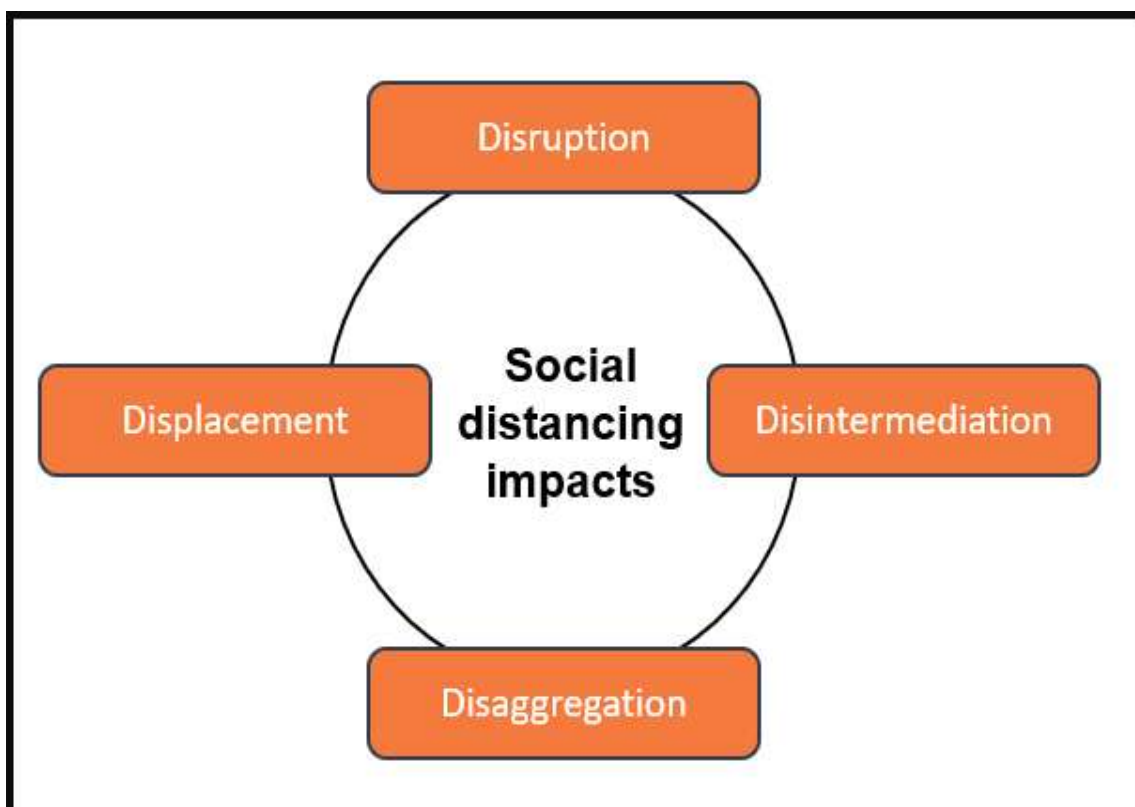 Disruption
Displacement
Social
distancing
impacts
Disintermediation
Disaggregation